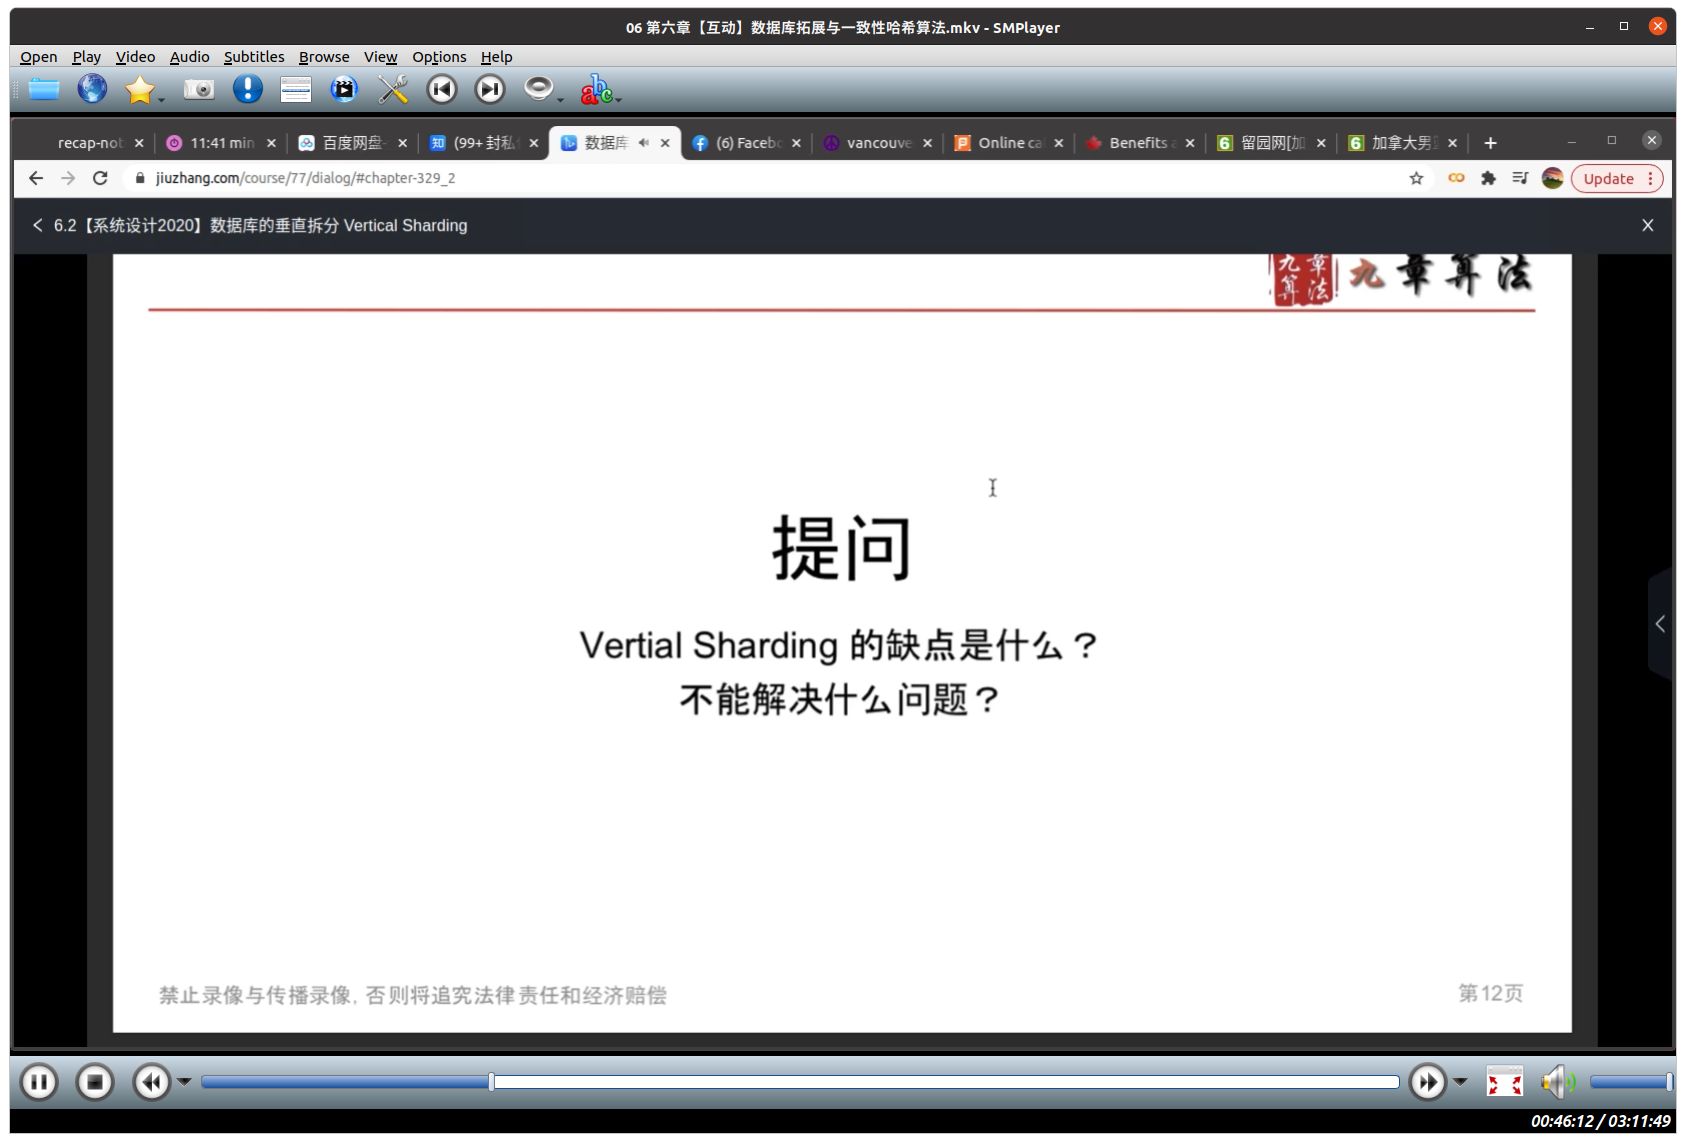 06 第六章【互动】数据库拓展与一致性哈希算法.mkv - SMPlayer
Open Play Video Audio Subtitles Browse View Options Help
abc
recap-not 11:41 min 百度网盘- 知 (99+ 封私 数据库 (6) Facebo vancouve Online ca Benefits a 6 留园网[加 6 加拿大男
jiuzhang.com/course/77/dialog/#chapter-329_2 Update
6.2【系统设计2020】数据库的垂直拆分 Vertical Sharding
九章算法 九章算法
提问
Vertial Sharding 的缺点是什么？
不能解决什么问题？
禁止录像与传播录像, 否则将追究法律责任和经济赔偿
第12页
00:46:12 / 03:11:49